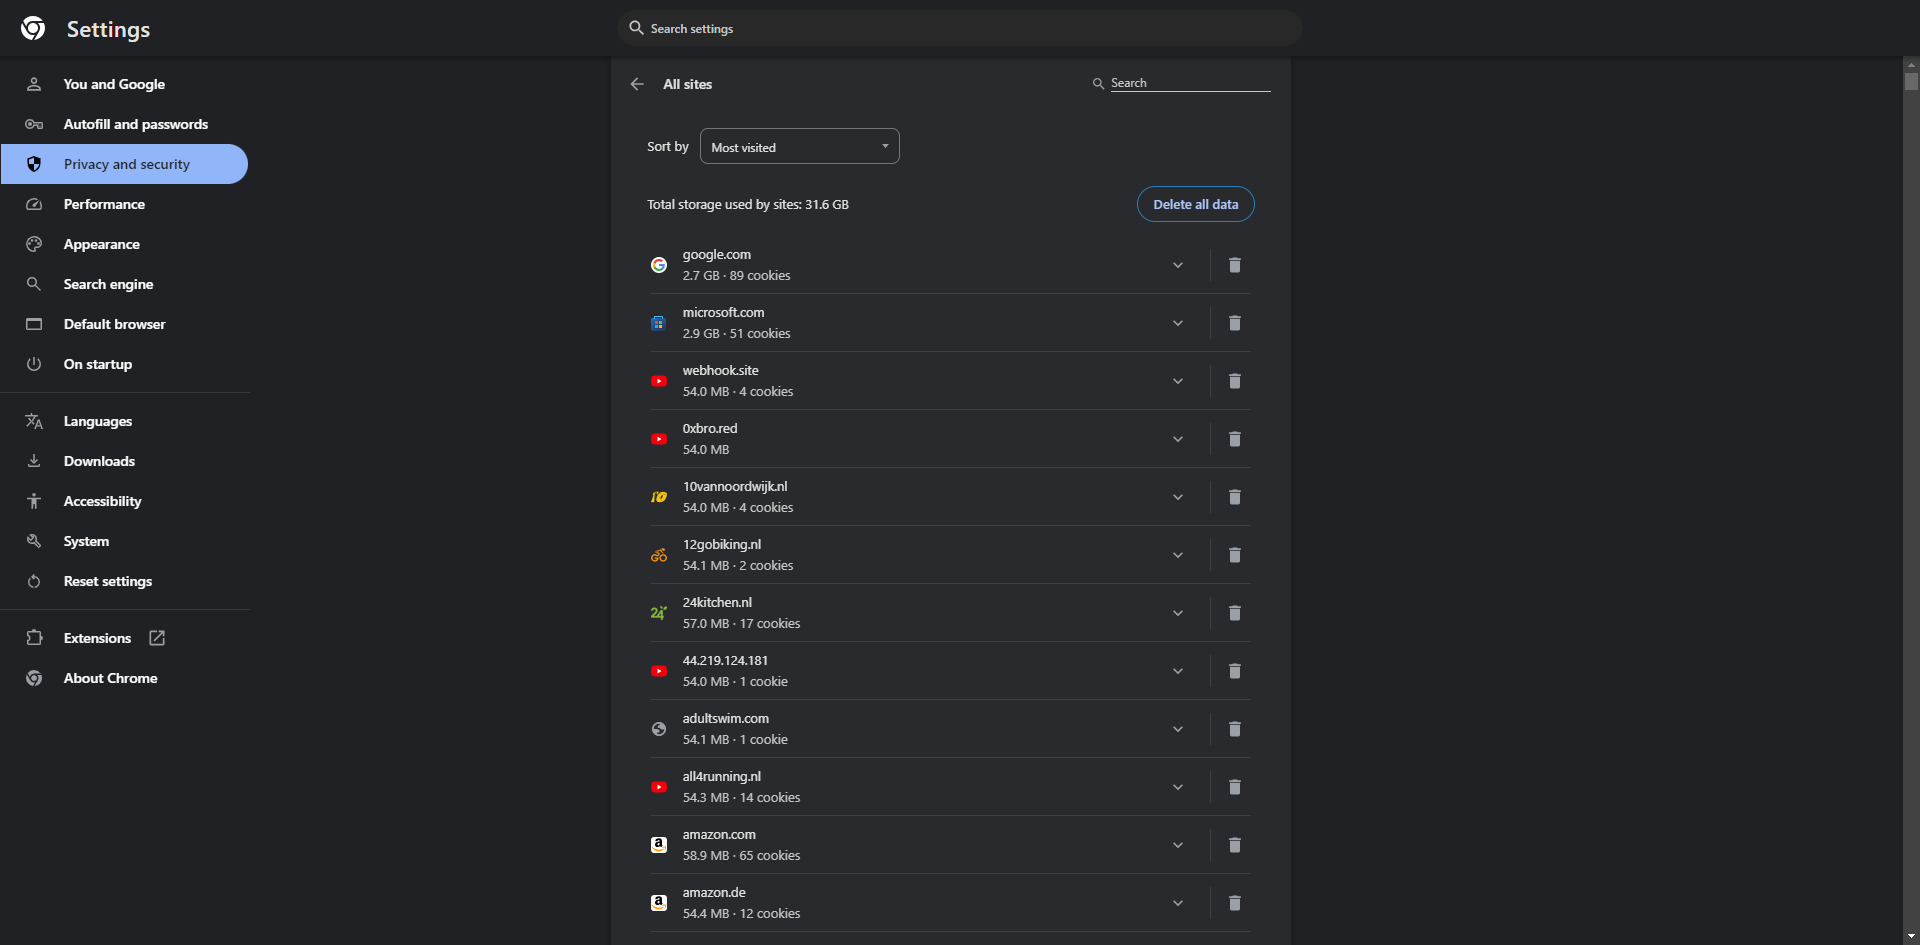 Settings
Search settings
You and Google
Autofill and passwords
Privacy and security
Performance
Appearance
Search engine
Default browser
On startup
Languages
Downloads
Accessibility
System
Reset settings
Extensions
About Chrome
All sites
Search
Sort by
Most visited
Total storage used by sites: 31.6 GB
Delete all data
google.com
2.7 GB · 89 cookies
microsoft.com
2.9 GB · 51 cookies
webhook.site
54.0 MB · 4 cookies
0xbro.red
54.0 MB
10vannoordwijk.nl
54.0 MB · 4 cookies
12gobiking.nl
54.1 MB · 2 cookies
24kitchen.nl
57.0 MB · 17 cookies
44.219.124.181
54.0 MB · 1 cookie
adultswim.com
54.1 MB · 1 cookie
all4running.nl
54.3 MB · 14 cookies
amazon.com
58.9 MB · 65 cookies
amazon.de
54.4 MB · 12 cookies